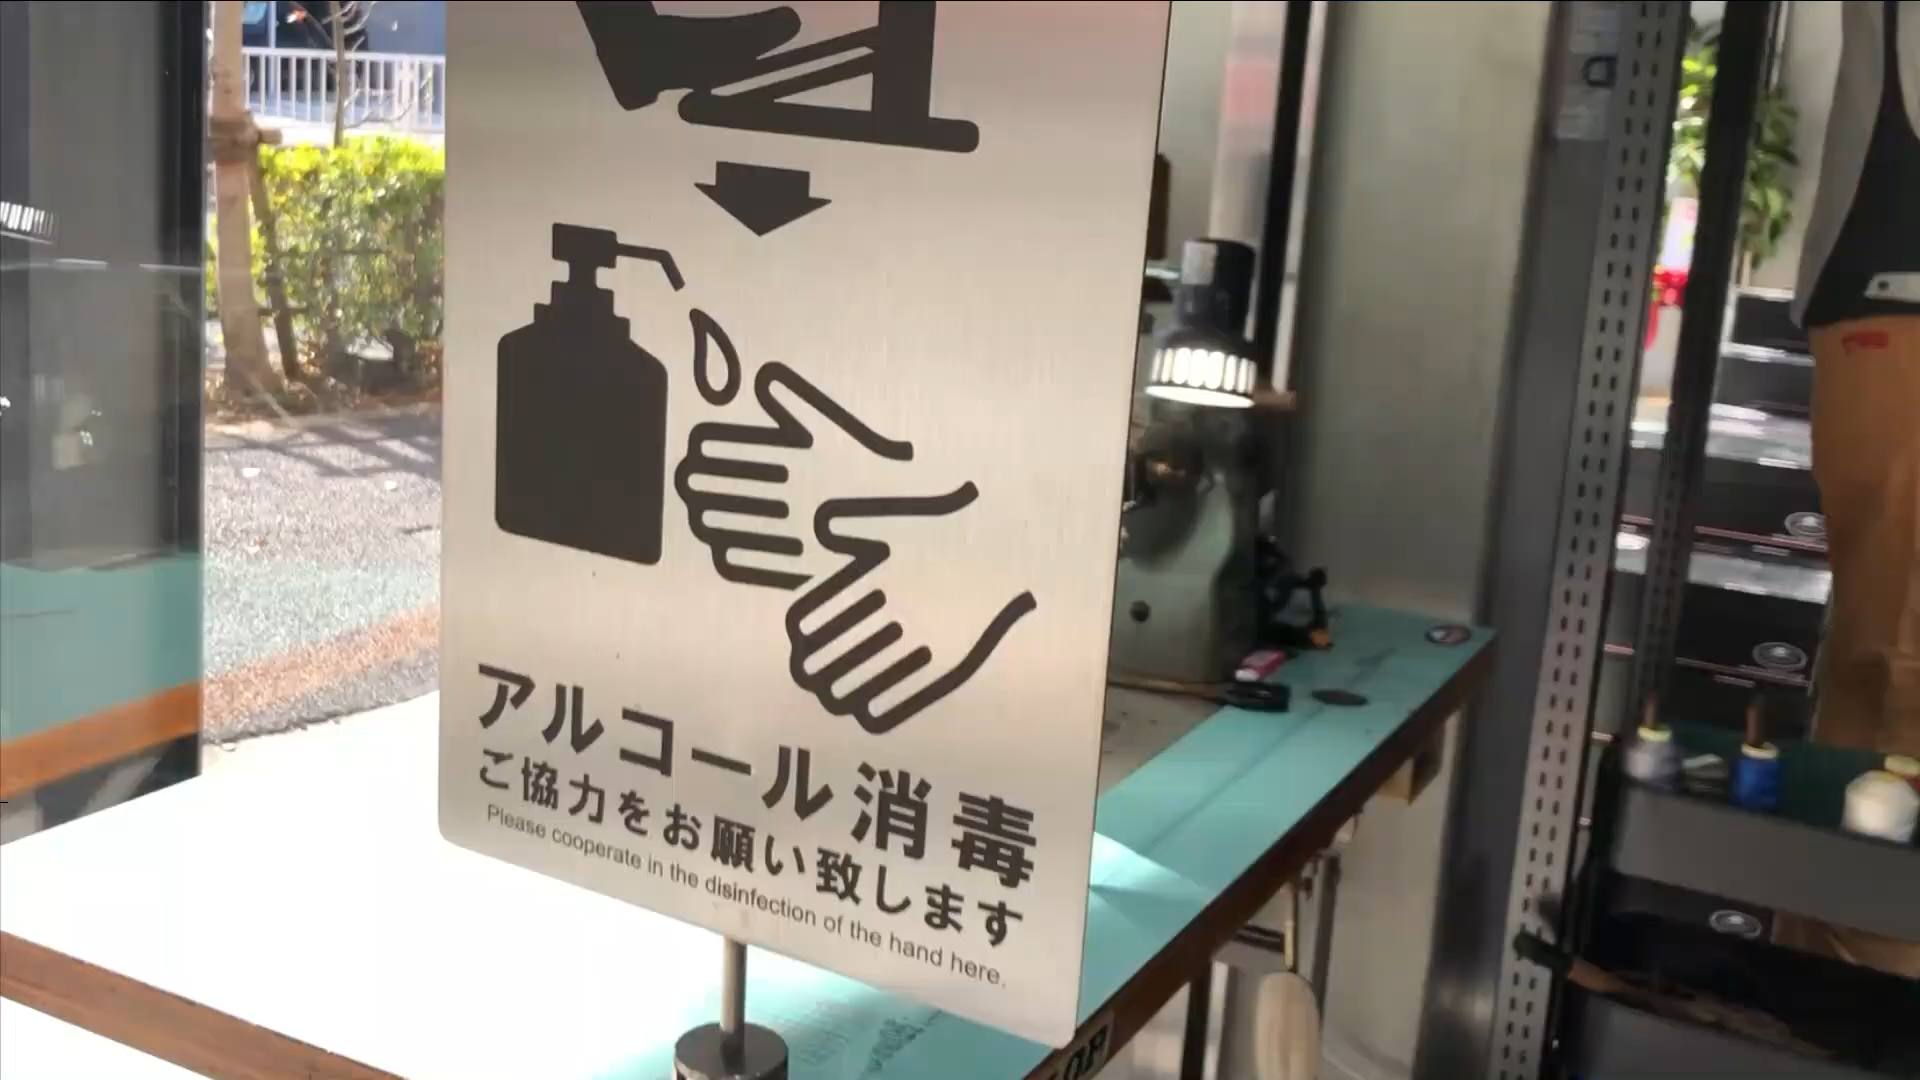 アルコール消毒
ご協力をお願い致します
Please cooperate in the disinfection of the hand here.